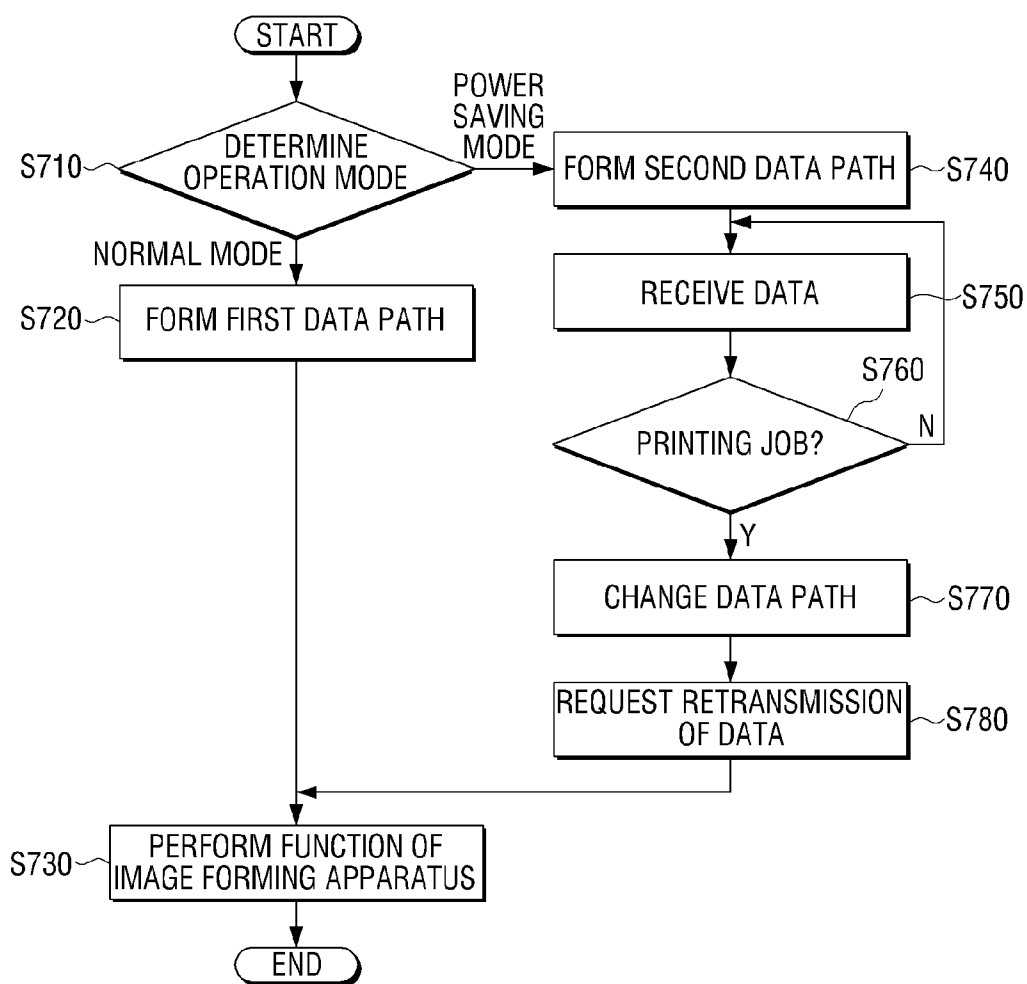 START
POWER
SAVING
MODE
S710
DETERMINE
OPERATION MODE
FORM SECOND DATA PATH
S740
NORMAL MODE
S720
FORM FIRST DATA PATH
RECEIVE DATA
S750
S760
PRINTING JOB?
N
Y
CHANGE DATA PATH
S770
REQUEST RETRANSMISSION
OF DATA
S780
S730
PERFORM FUNCTION OF
IMAGE FORMING APPARATUS
END